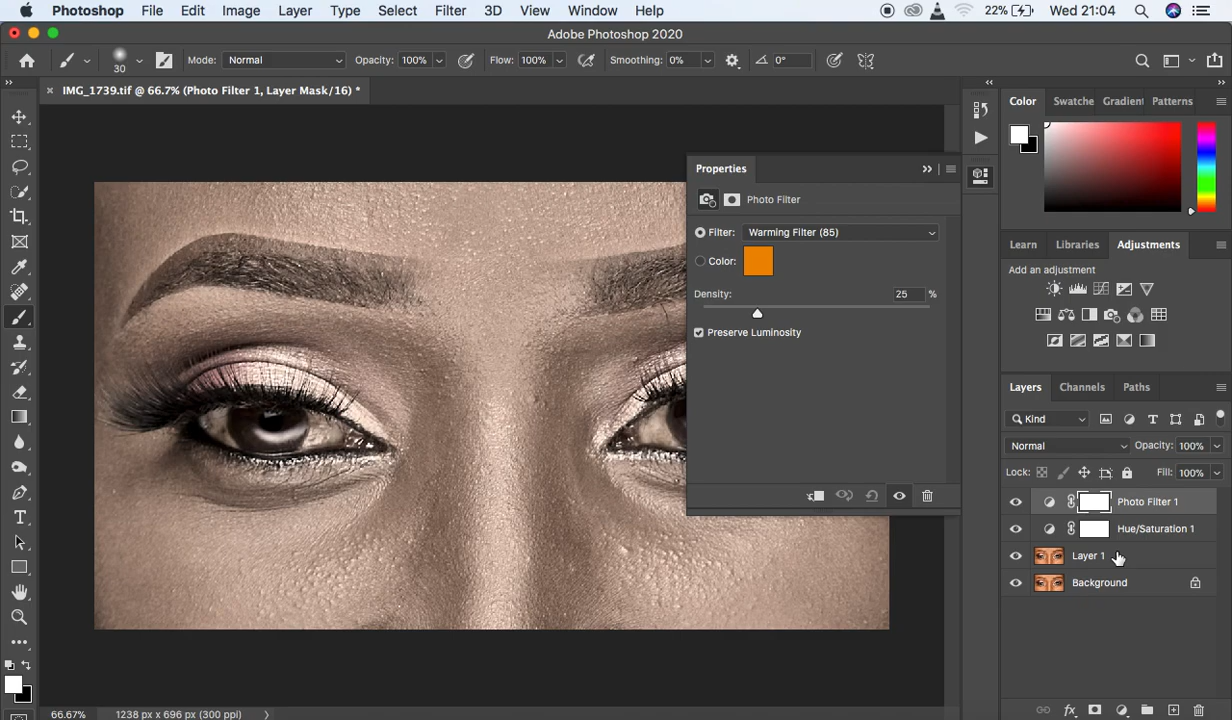 Photoshop File Edit Image Layer Type Select Filter 3D View Window Help 22% Wed 21:04
Adobe Photoshop 2020
30 Mode: Normal Opacity: 100% Flow: 100% Smoothing: 0% 0°
IMG_1739.tif @ 66.7% (Photo Filter 1, Layer Mask/16) *
Color Swatche Gradient Patterns
Properties
Photo Filter
Filter: Warming Filter (85)
Color:
Density: 25 %
Preserve Luminosity
Learn Libraries Adjustments
Add an adjustment
Layers Channels Paths
Kind
Normal Opacity: 100%
Lock: Fill: 100%
Photo Filter 1
Hue/Saturation 1
Layer 1
Background
66.67% 1238 px x 696 px (300 ppi)